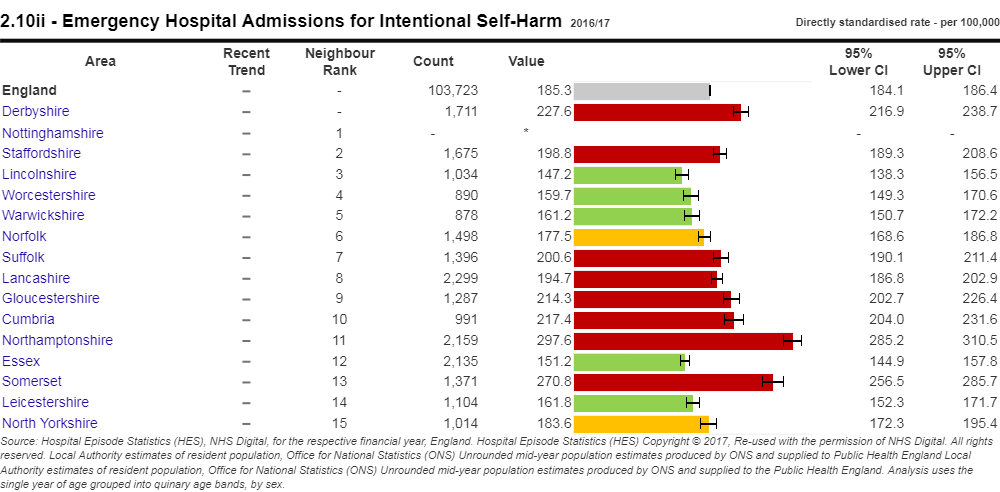 2.10ii - Emergency Hospital Admissions for Intentional Self-Harm 2016/17 Directly standardised rate - per 100,000
Area Recent Trend Neighbour Rank Count Value 95% Lower CI 95% Upper CI
England – - 103,723 185.3 184.1 186.4
Derbyshire – - 1,711 227.6 216.9 238.7
Nottinghamshire – 1 - * - -
Staffordshire – 2 1,675 198.8 189.3 208.6
Lincolnshire – 3 1,034 147.2 138.3 156.5
Worcestershire – 4 890 159.7 149.3 170.6
Warwickshire – 5 878 161.2 150.7 172.2
Norfolk – 6 1,498 177.5 168.6 186.8
Suffolk – 7 1,396 200.6 190.1 211.4
Lancashire – 8 2,299 194.7 186.8 202.9
Gloucestershire – 9 1,287 214.3 202.7 226.4
Cumbria – 10 991 217.4 204.0 231.6
Northamptonshire – 11 2,159 297.6 285.2 310.5
Essex – 12 2,135 151.2 144.9 157.8
Somerset – 13 1,371 270.8 256.5 285.7
Leicestershire – 14 1,104 161.8 152.3 171.7
North Yorkshire – 15 1,014 183.6 172.3 195.4
Source: Hospital Episode Statistics (HES), NHS Digital, for the respective financial year, England. Hospital Episode Statistics (HES) Copyright © 2017, Re-used with the permission of NHS Digital. All rights
reserved. Local Authority estimates of resident population, Office for National Statistics (ONS) Unrounded mid-year population estimates produced by ONS and supplied to Public Health England Local
Authority estimates of resident population, Office for National Statistics (ONS) Unrounded mid-year population estimates produced by ONS and supplied to the Public Health England. Analysis uses the
single year of age grouped into quinary age bands, by sex.